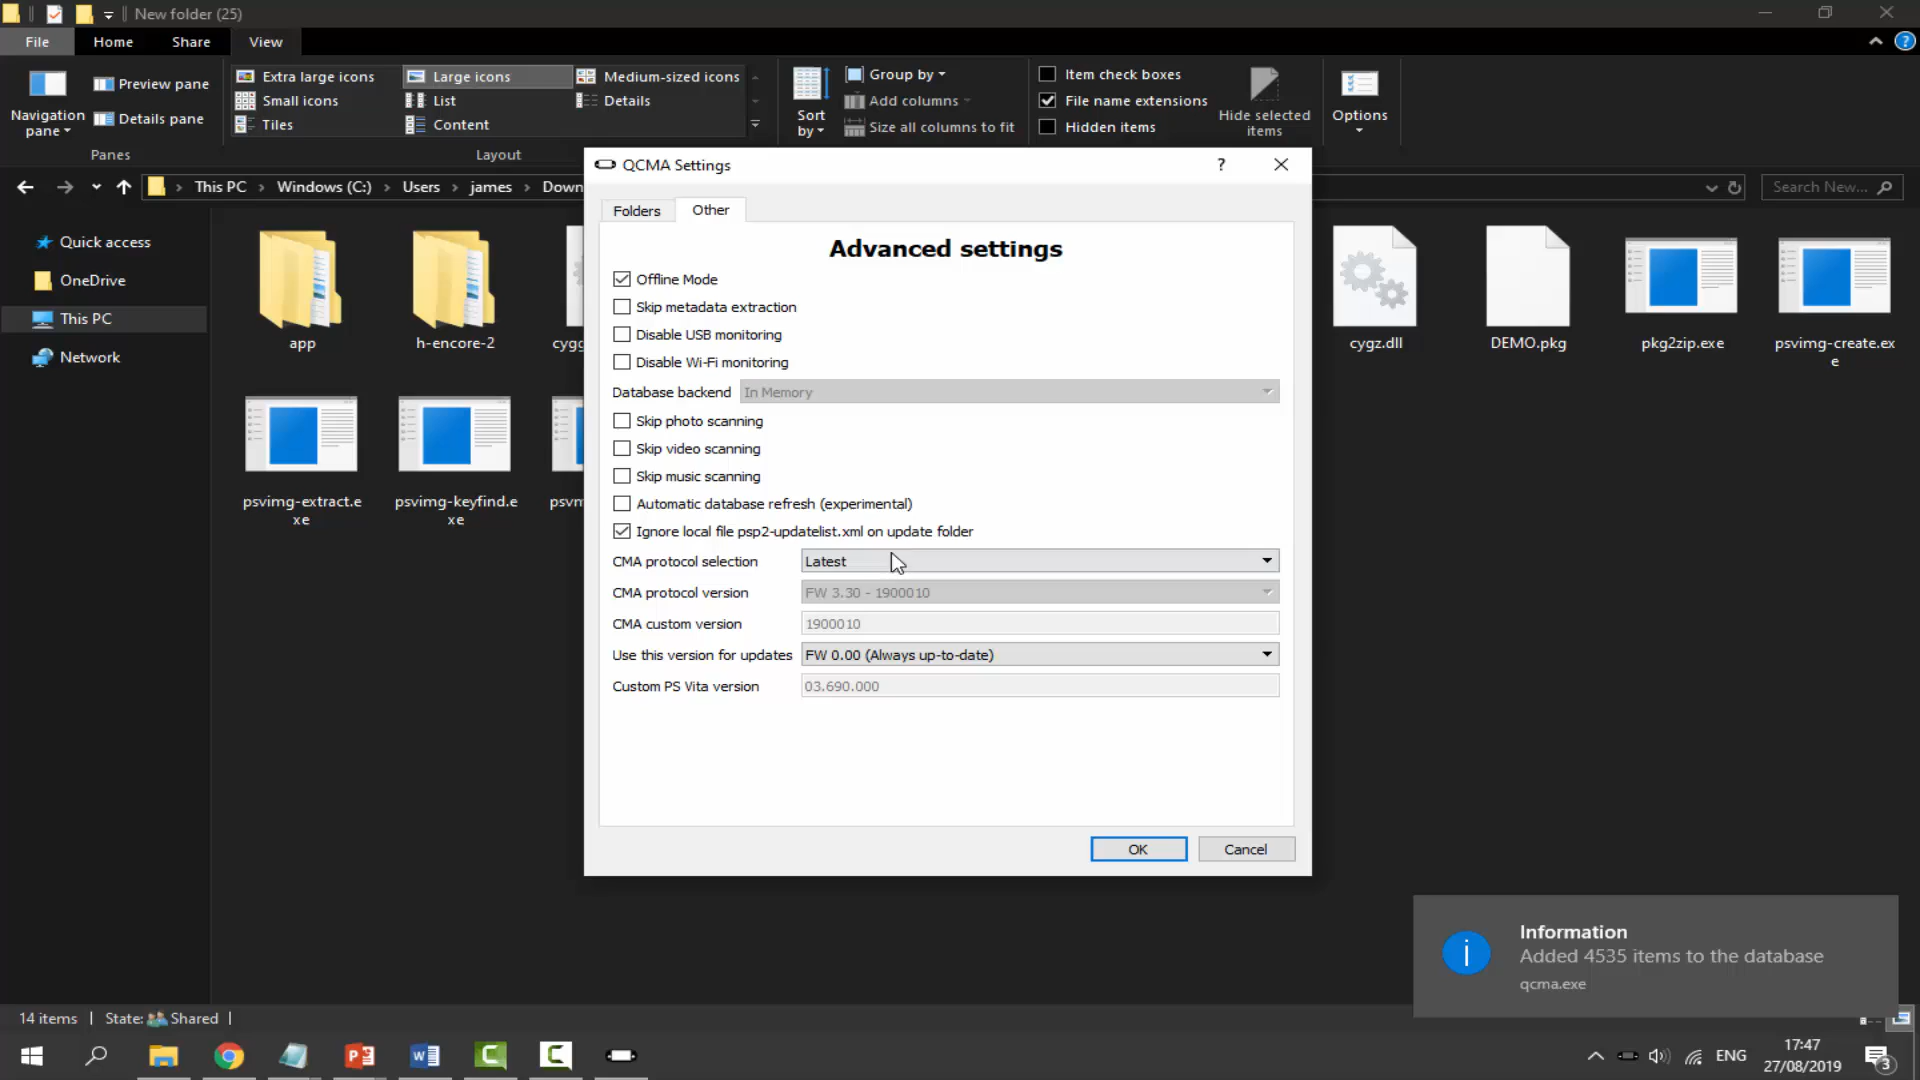 New folder (25)
File
Home
Share
View
Navigation
pane
Preview pane
Details pane
Panes
Extra large icons
Large icons
Medium-sized icons
Small icons
List
Details
Tiles
Content
Layout
Sort
by
Group by
Add columns
Size all columns to fit
Item check boxes
File name extensions
Hidden items
Hide selected
items
Options
This PC
Windows (C:)
Users
james
Down
Search New...
Quick access
OneDrive
This PC
Network
app
h-encore-2
cygg
cygz.dll
DEMO.pkg
pkg2zip.exe
psvimg-create.ex
e
psvimg-extract.e
xe
psvimg-keyfind.e
xe
psvm
QCMA Settings
?
Folders
Other
Advanced settings
Offline Mode
Skip metadata extraction
Disable USB monitoring
Disable Wi-Fi monitoring
Database backend
In Memory
Skip photo scanning
Skip video scanning
Skip music scanning
Automatic database refresh (experimental)
Ignore local file psp2-updatelist.xml on update folder
CMA protocol selection
Latest
CMA protocol version
FW 3.30 - 1900010
CMA custom version
1900010
Use this version for updates
FW 0.00 (Always up-to-date)
Custom PS Vita version
03.690.000
OK
Cancel
Information
Added 4535 items to the database
qcma.exe
14 items
State:
Shared
ENG
17:47
27/08/2019
3